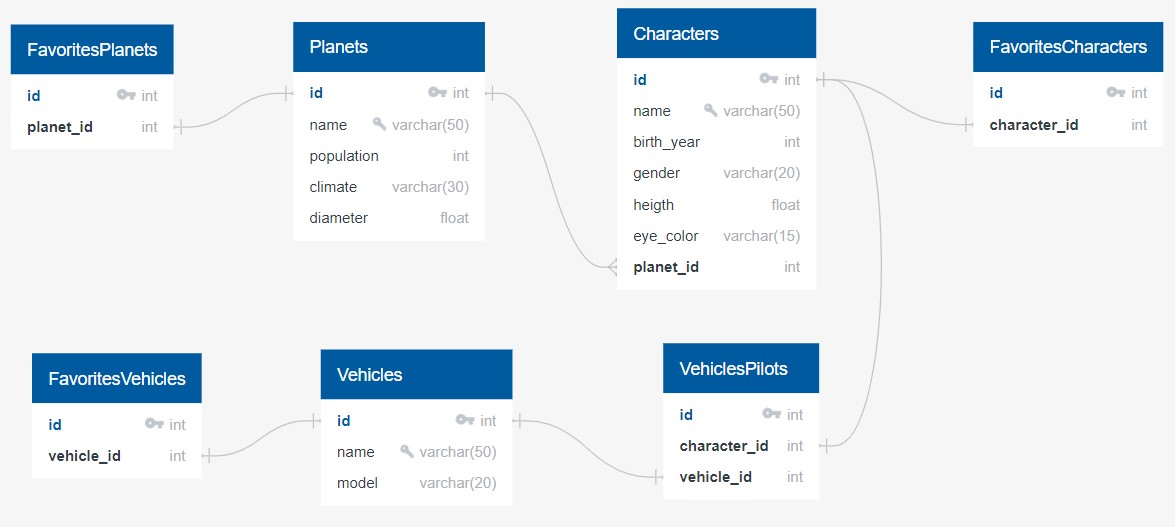 FavoritesPlanets
id int
planet_id int
Planets
id int
name varchar(50)
population int
climate varchar(30)
diameter float
Characters
id int
name varchar(50)
birth_year int
gender varchar(20)
heigth float
eye_color varchar(15)
planet_id int
FavoritesCharacters
id int
character_id int
FavoritesVehicles
id int
vehicle_id int
Vehicles
id int
name varchar(50)
model varchar(20)
VehiclesPilots
id int
character_id int
vehicle_id int